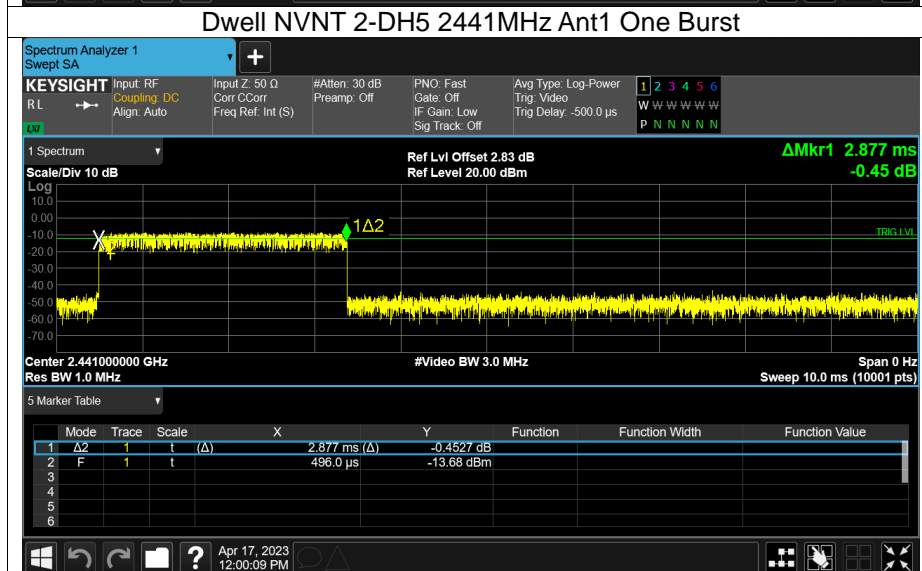 Dwell NVNT 2-DH5 2441MHz Ant1 One Burst
Spectrum Analyzer 1
Swept SA
+
KEYSIGHT Input: RF Input Z: 50 Ω #Atten: 30 dB PNO: Fast Avg Type: Log-Power 1 2 3 4 5 6
RL Coupling: DC Corr CCorr Preamp: Off Gate: Off Trig: Video W W W W W W
Align: Auto Freq Ref: Int (S) IF Gain: Low Trig Delay: -500.0 µs
LXI Sig Track: Off P N N N N N
1 Spectrum Ref Lvl Offset 2.83 dB ΔMkr1 2.877 ms
Scale/Div 10 dB Ref Level 20.00 dBm -0.45 dB
Log
10.0
0.00
1Δ2
-10.0 TRIG LVL
-20.0
-30.0
-40.0
-50.0
-60.0
-70.0
Center 2.441000000 GHz #Video BW 3.0 MHz Span 0 Hz
Res BW 1.0 MHz Sweep 10.0 ms (10001 pts)
5 Marker Table
Mode Trace Scale X Y Function Function Width Function Value
1 Δ2 1 t (Δ) 2.877 ms (Δ) -0.4527 dB
2 F 1 t 496.0 µs -13.68 dBm
3
4
5
6
? Apr 17, 2023
12:00:09 PM